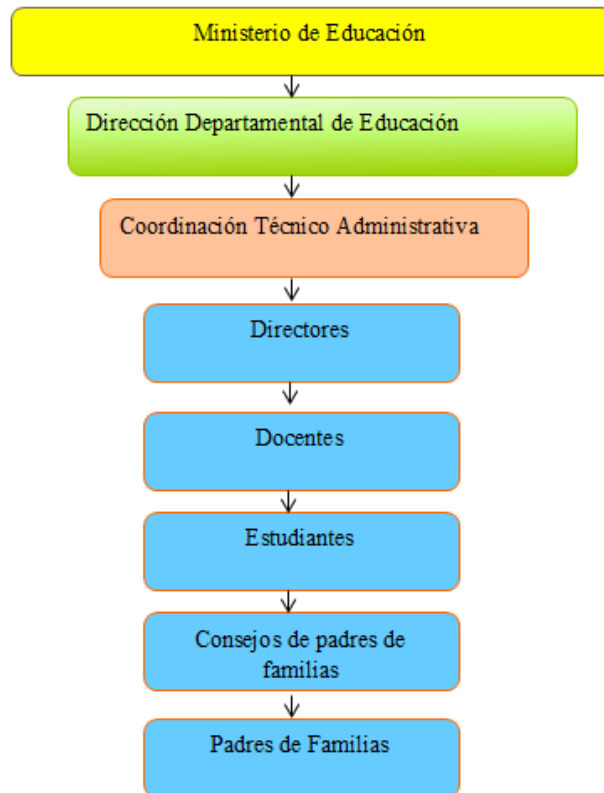 Ministerio de Educación
Dirección Departamental de Educación
Coordinación Técnico Administrativa
Directores
Docentes
Estudiantes
Consejos de padres de
familias
Padres de Familias